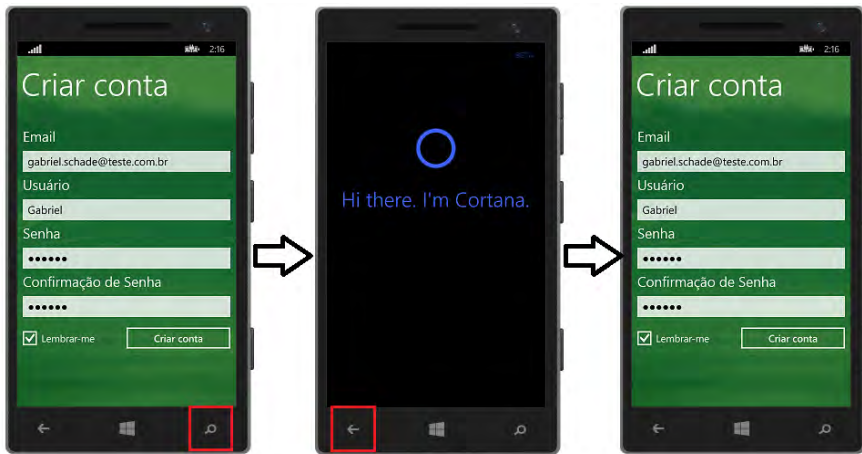 2:16
Criar conta
Email
gabriel.schade@teste.com.br
Usuário
Gabriel
Senha
••••••
Confirmação de Senha
••••••
Lembrar-me
Criar conta
Hi there. I'm Cortana.
2:16
Criar conta
Email
gabriel.schade@teste.com.br
Usuário
Gabriel
Senha
••••••
Confirmação de Senha
••••••
Lembrar-me
Criar conta